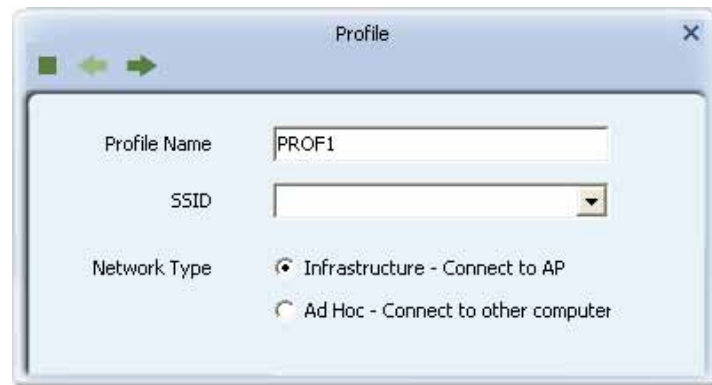 Profile
Profile Name
PROF1
SSID
Network Type
Infrastructure - Connect to AP
Ad Hoc - Connect to other computer